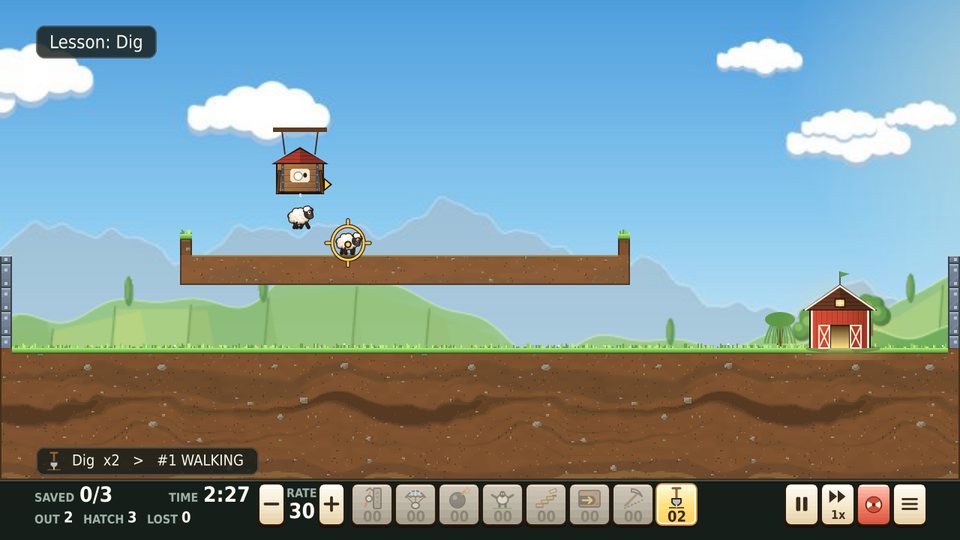 Lesson: Dig
Dig x2 > #1 WALKING
SAVED 0/3 TIME 2:27
OUT 2 HATCH 3 LOST 0
RATE
30
00 00 00 00 00 00 00 02
1x